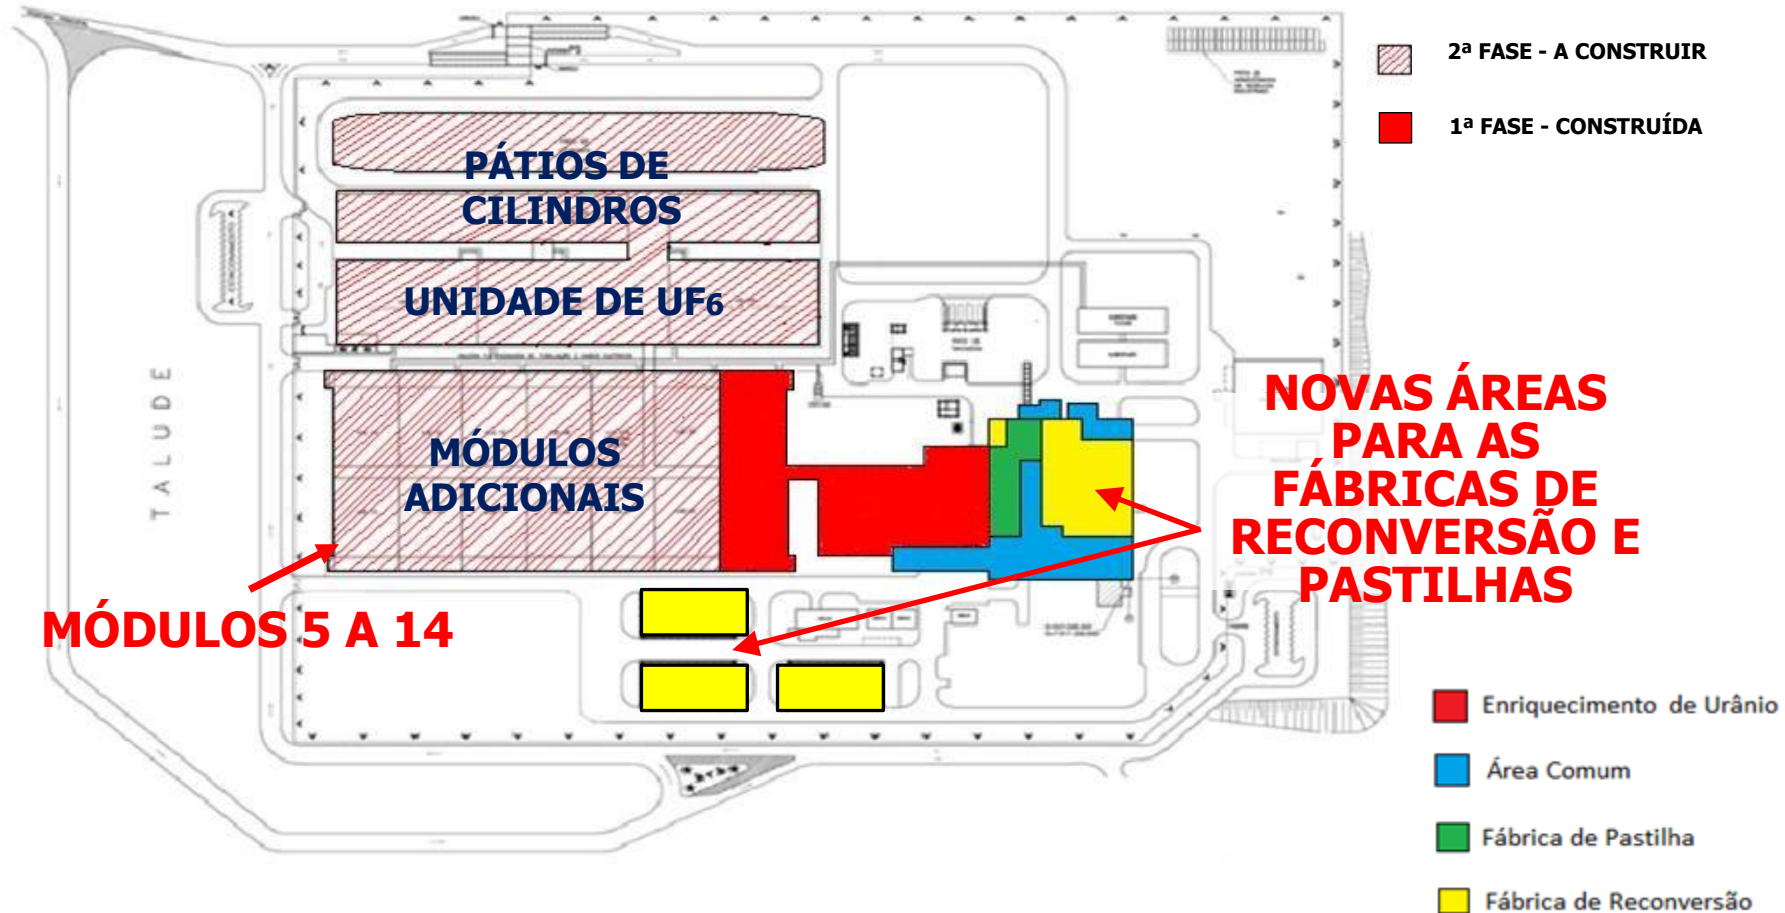 2ª FASE - A CONSTRUIR
1ª FASE - CONSTRUÍDA
PÁTIOS DE
CILINDROS
UNIDADE DE UF6
TALUDE
MÓDULOS
ADICIONAIS
NOVAS ÁREAS
PARA AS
FÁBRICAS DE
RECONVERSÃO E
PASTILHAS
MÓDULOS 5 A 14
Enriquecimento de Urânio
Área Comum
Fábrica de Pastilha
Fábrica de Reconversão